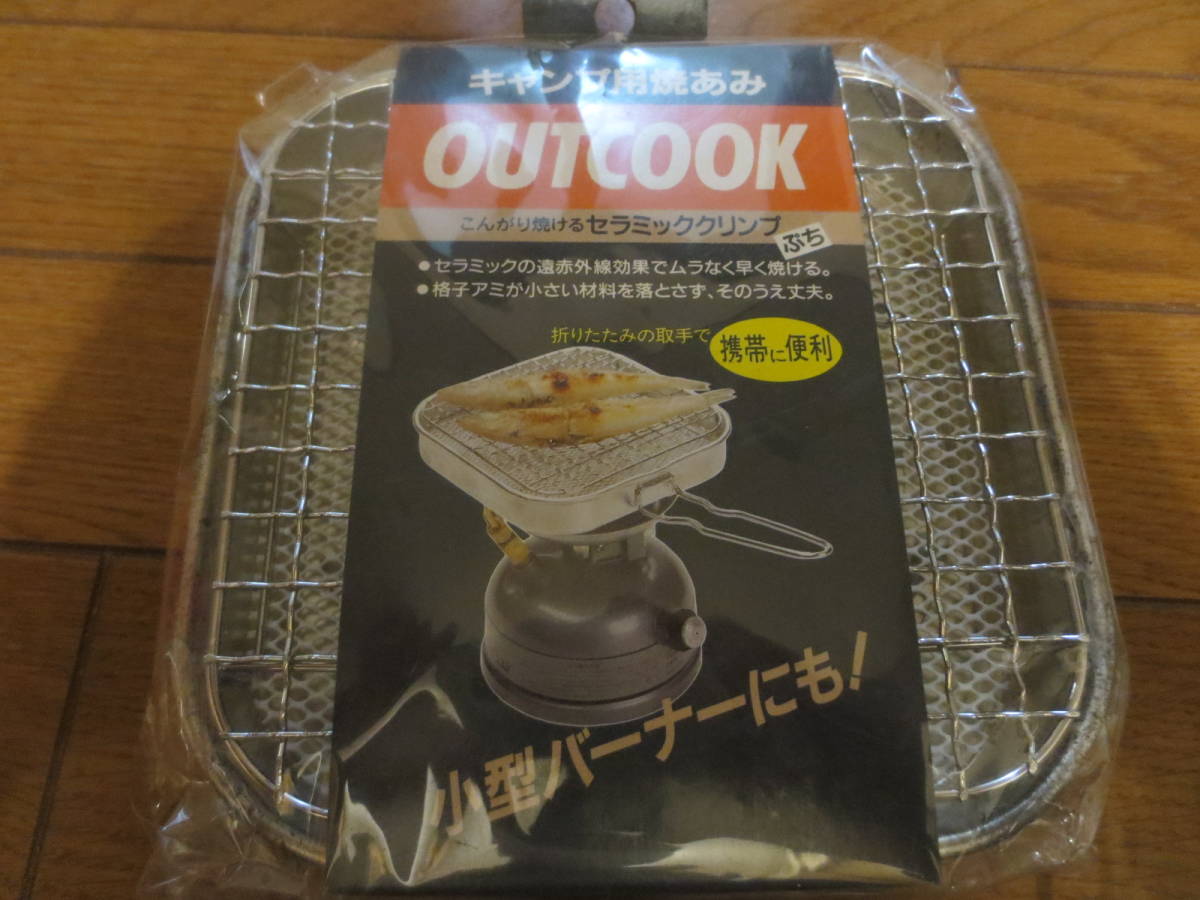 キャンプ用焼あみ
OUTCOOK
こんがり焼けるセラミッククリンプ ぷち
●セラミックの遠赤外線効果でムラなく早く焼ける。
●格子アミが小さい材料を落とさず、そのうえ丈夫。
折りたたみの取手で 携帯に便利
小型バーナーにも!